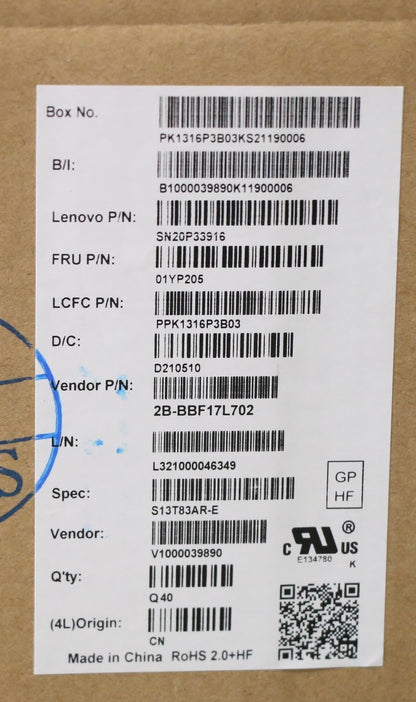 Box No.
PK1316P3B03KS21190006
B/I:
B1000039890K11900006
Lenovo P/N:
SN20P33916
FRU P/N:
01YP205
LCFC P/N:
PPK1316P3B03
D/C:
D210510
Vendor P/N:
2B-BBF17L702
L/N:
L321000046349
Spec:
S13T83AR-E
GP
HF
Vendor:
V1000039890
C RU ® US
E134780
K
Q'ty:
Q40
(4L)Origin:
CN
Made in China RoHS 2.0+HF
S